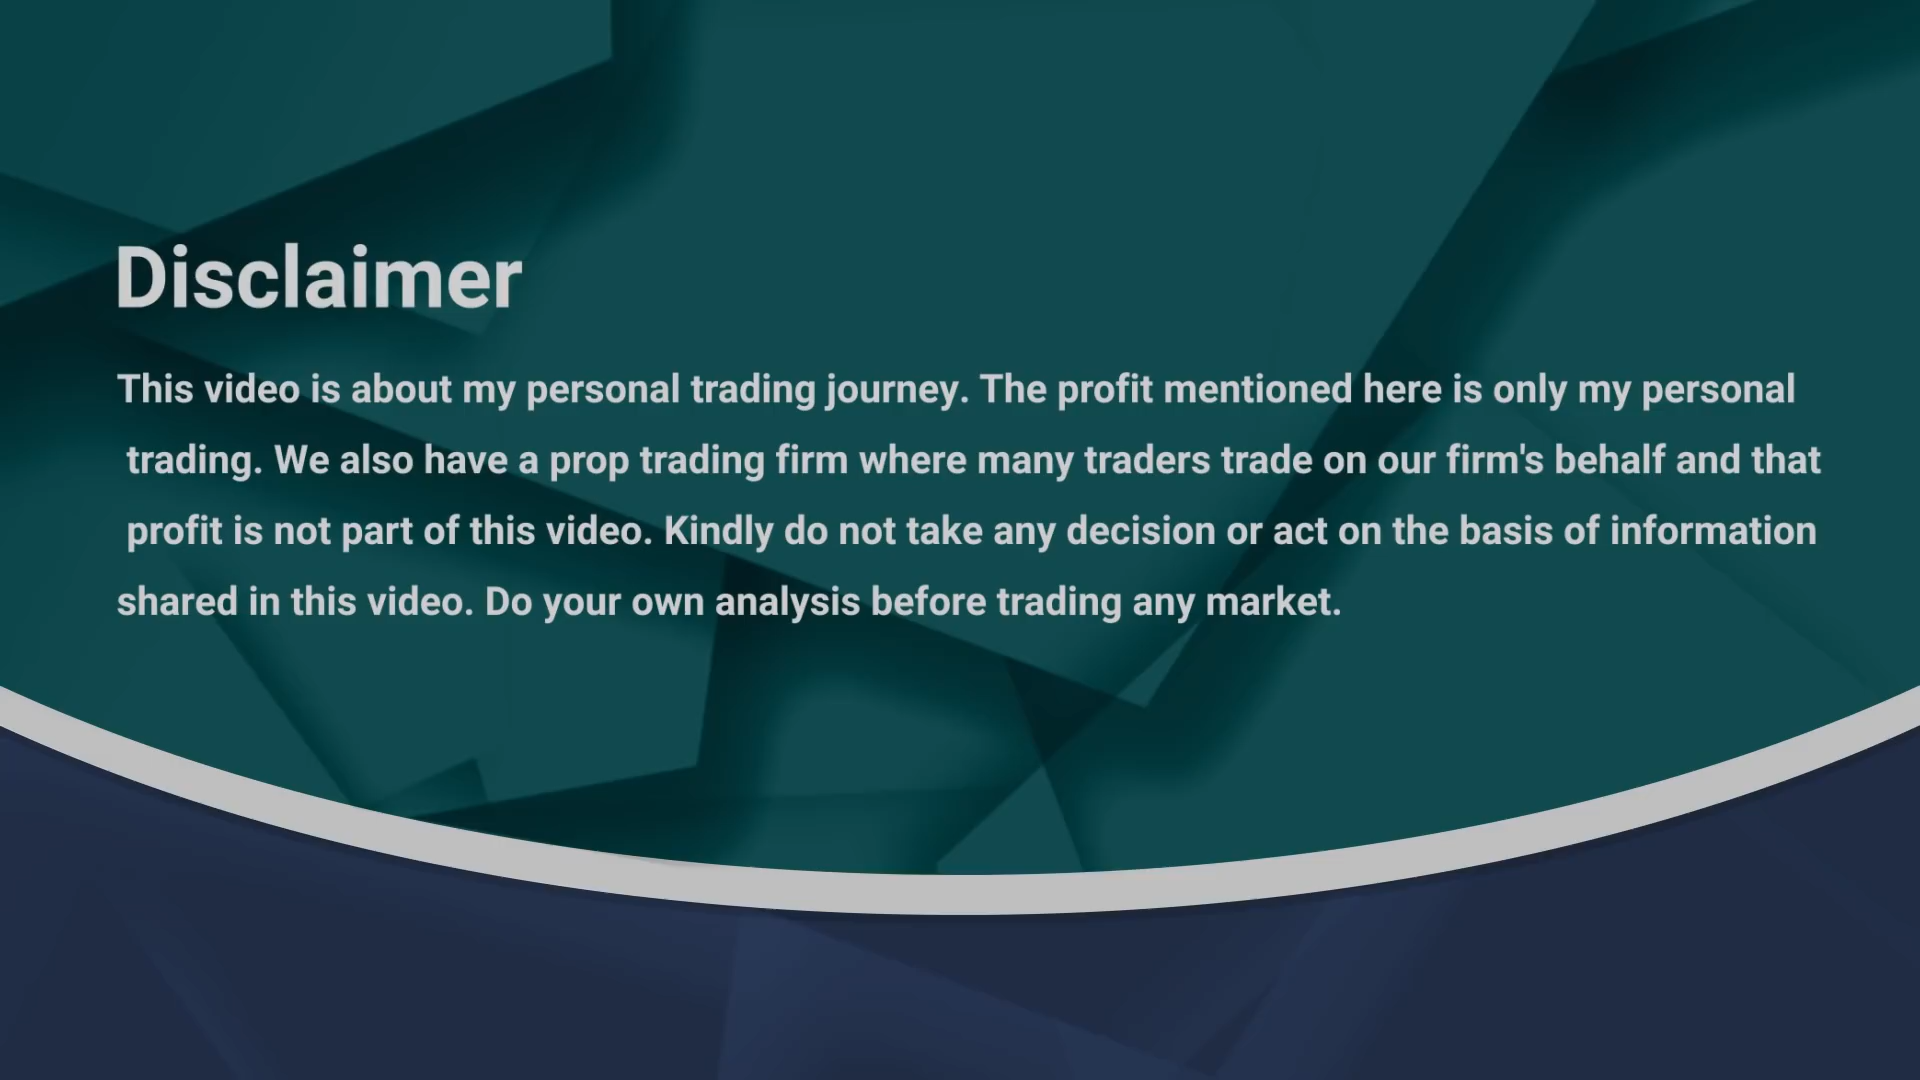 Disclaimer
This video is about my personal trading journey. The profit mentioned here is only my personal
trading. We also have a prop trading firm where many traders trade on our firm's behalf and that
profit is not part of this video. Kindly do not take any decision or act on the basis of information
shared in this video. Do your own analysis before trading any market.